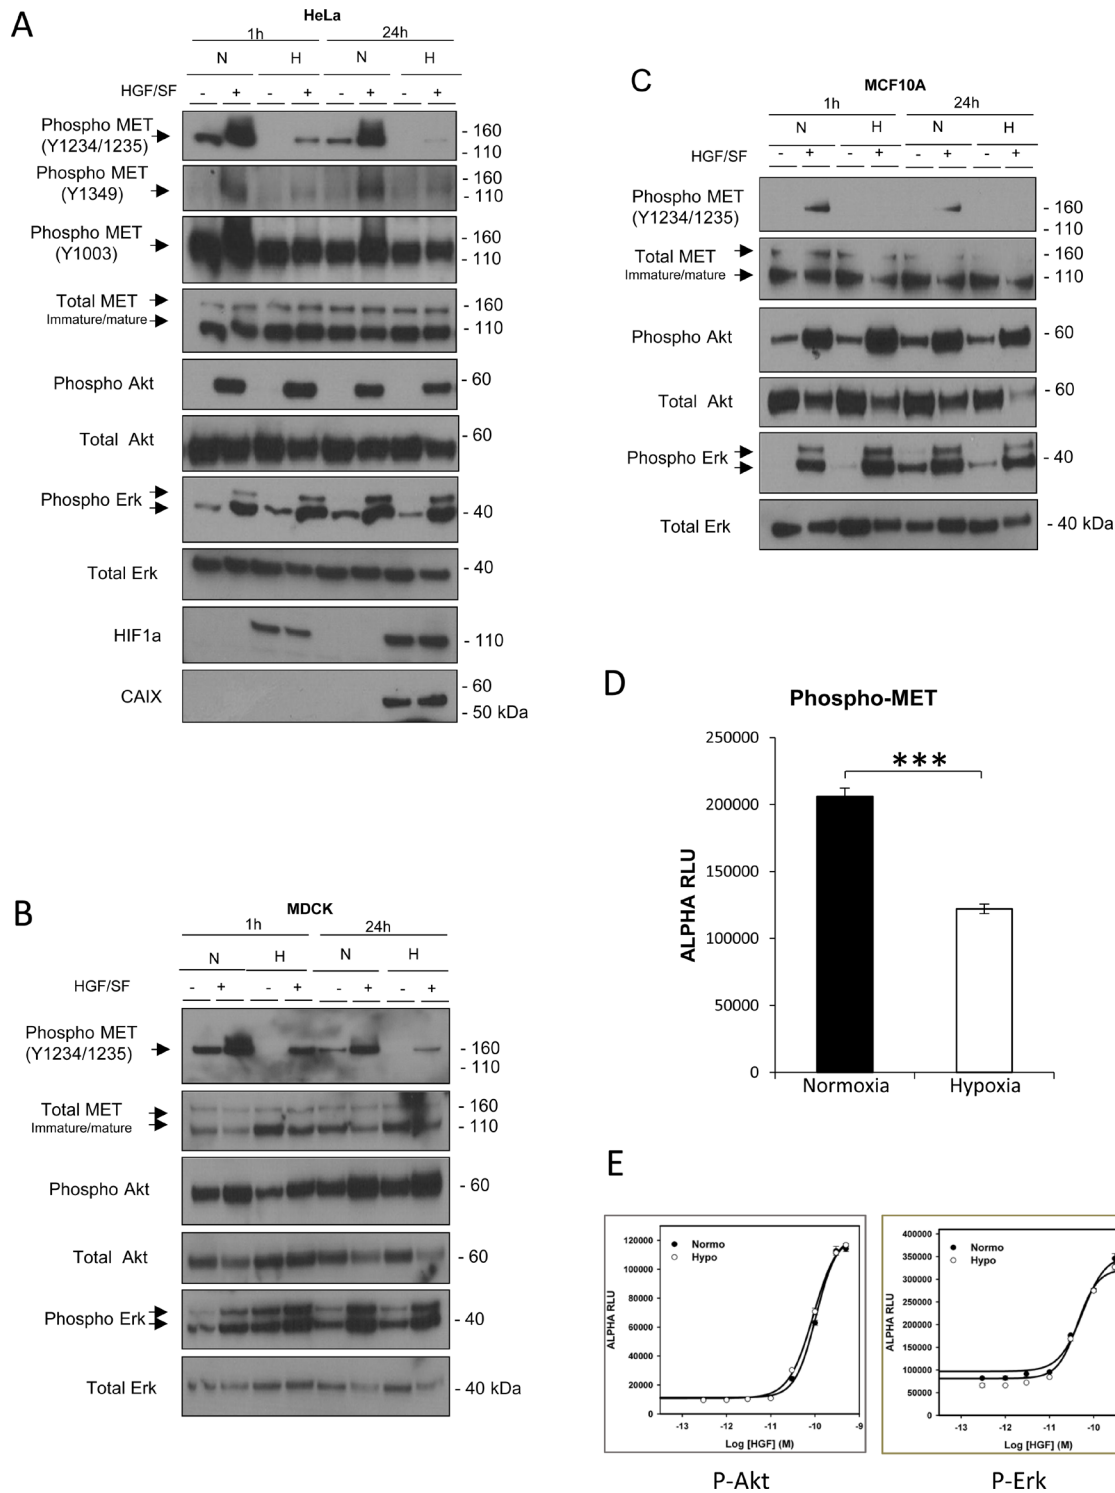 A
HeLa
1h 24h
N H N H
HGF/SF - + - + - + - +
Phospho MET
(Y1234/1235)
- 160
- 110
Phospho MET
(Y1349)
- 160
- 110
Phospho MET
(Y1003)
- 160
- 110
Total MET
Immature/mature
- 160
- 110
Phospho Akt - 60
Total Akt - 60
Phospho Erk - 40
Total Erk - 40
HIF1a - 110
CAIX
- 60
- 50 kDa
B
MDCK
1h 24h
N H N H
HGF/SF - + - + - + - +
Phospho MET
(Y1234/1235)
- 160
- 110
Total MET
Immature/mature
- 160
- 110
Phospho Akt - 60
Total Akt - 60
Phospho Erk - 40
Total Erk - 40 kDa
C
MCF10A
1h 24h
N H N H
HGF/SF - + - + - + - +
Phospho MET
(Y1234/1235)
- 160
- 110
Total MET
Immature/mature
- 160
- 110
Phospho Akt - 60
Total Akt - 60
Phospho Erk - 40
Total Erk - 40 kDa
D
Phospho-MET
***
ALPHA RLU
250000
200000
150000
100000
50000
0
Normoxia Hypoxia
E
ALPHA RLU
120000
100000
80000
60000
40000
20000
0
Normo
Hypo
-13 -12 -11 -10 -9
Log [HGF] (M)
P-Akt
ALPHA RLU
400000
350000
300000
250000
200000
150000
100000
50000
0
Normo
Hypo
-13 -12 -11 -10
Log [HGF] (M)
P-Erk